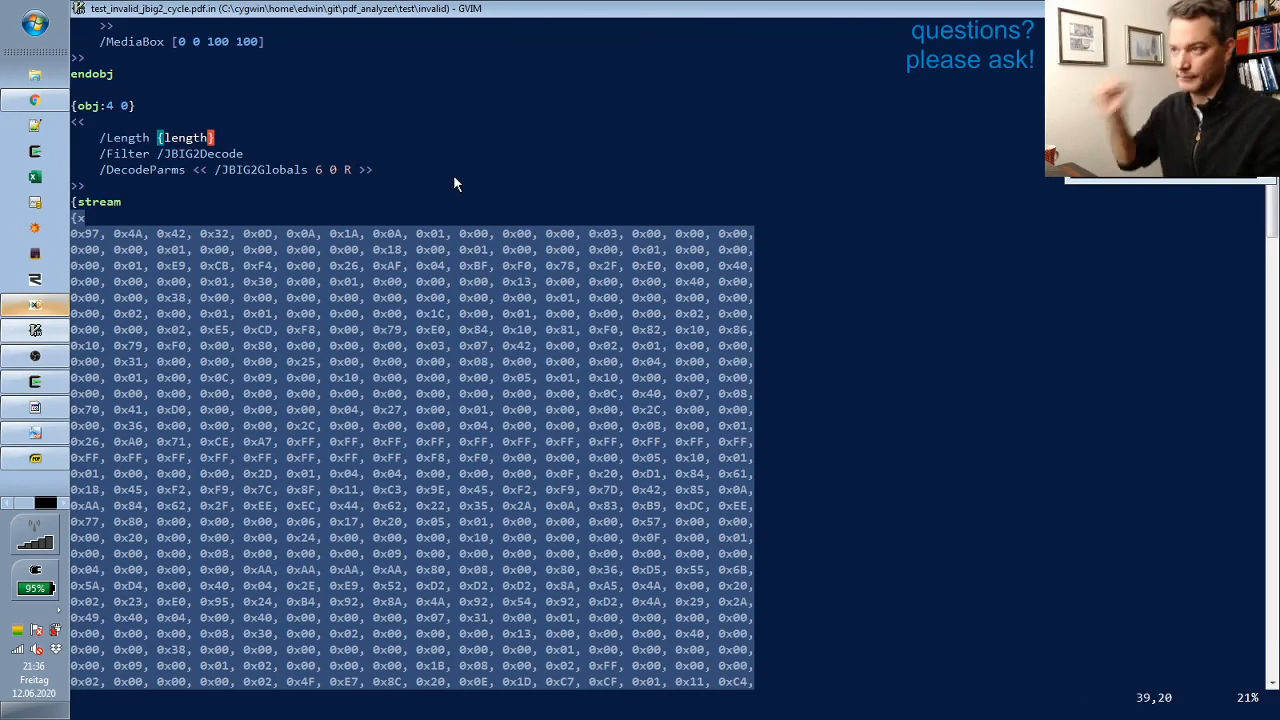 test_invalid_jbig2_cycle.pdf.in (C:\cygwin\home\edwin\git\pdf_analyzer\test\invalid) - GVIM
>>
/MediaBox [0 0 100 100]
>>
endobj
{obj:4 0}
<<
/Length {length}
/Filter /JBIG2Decode
/DecodeParms << /JBIG2Globals 6 0 R >>
>>
{stream
{x
0x97, 0x4A, 0x42, 0x32, 0x0D, 0x0A, 0x1A, 0x0A, 0x01, 0x00, 0x00, 0x00, 0x03, 0x00, 0x00, 0x00,
0x00, 0x00, 0x01, 0x00, 0x00, 0x00, 0x00, 0x18, 0x00, 0x01, 0x00, 0x00, 0x00, 0x01, 0x00, 0x00,
0x00, 0x01, 0xE9, 0xCB, 0xF4, 0x00, 0x26, 0xAF, 0x04, 0xBF, 0xF0, 0x78, 0x2F, 0xE0, 0x00, 0x40,
0x00, 0x00, 0x00, 0x01, 0x30, 0x00, 0x01, 0x00, 0x00, 0x00, 0x13, 0x00, 0x00, 0x00, 0x40, 0x00,
0x00, 0x00, 0x38, 0x00, 0x00, 0x00, 0x00, 0x00, 0x00, 0x00, 0x00, 0x01, 0x00, 0x00, 0x00, 0x00,
0x00, 0x02, 0x00, 0x01, 0x01, 0x00, 0x00, 0x00, 0x1C, 0x00, 0x01, 0x00, 0x00, 0x00, 0x02, 0x00,
0x00, 0x00, 0x02, 0xE5, 0xCD, 0xF8, 0x00, 0x79, 0xE0, 0x84, 0x10, 0x81, 0xF0, 0x82, 0x10, 0x86,
0x10, 0x79, 0xF0, 0x00, 0x80, 0x00, 0x00, 0x00, 0x03, 0x07, 0x42, 0x00, 0x02, 0x01, 0x00, 0x00,
0x00, 0x31, 0x00, 0x00, 0x00, 0x25, 0x00, 0x00, 0x00, 0x08, 0x00, 0x00, 0x00, 0x04, 0x00, 0x00,
0x00, 0x01, 0x00, 0x0C, 0x09, 0x00, 0x10, 0x00, 0x00, 0x00, 0x05, 0x01, 0x10, 0x00, 0x00, 0x00,
0x00, 0x00, 0x00, 0x00, 0x00, 0x00, 0x00, 0x00, 0x00, 0x00, 0x00, 0x00, 0x0C, 0x40, 0x07, 0x08,
0x70, 0x41, 0xD0, 0x00, 0x00, 0x00, 0x04, 0x27, 0x00, 0x01, 0x00, 0x00, 0x00, 0x2C, 0x00, 0x00,
0x00, 0x36, 0x00, 0x00, 0x00, 0x2C, 0x00, 0x00, 0x00, 0x04, 0x00, 0x00, 0x00, 0x0B, 0x00, 0x01,
0x26, 0xA0, 0x71, 0xCE, 0xA7, 0xFF, 0xFF, 0xFF, 0xFF, 0xFF, 0xFF, 0xFF, 0xFF, 0xFF, 0xFF, 0xFF,
0xFF, 0xFF, 0xFF, 0xFF, 0xFF, 0xFF, 0xFF, 0xFF, 0xF8, 0xF0, 0x00, 0x00, 0x00, 0x05, 0x10, 0x01,
0x01, 0x00, 0x00, 0x00, 0x2D, 0x01, 0x04, 0x04, 0x00, 0x00, 0x00, 0x0F, 0x20, 0xD1, 0x84, 0x61,
0x18, 0x45, 0xF2, 0xF9, 0x7C, 0x8F, 0x11, 0xC3, 0x9E, 0x45, 0xF2, 0xF9, 0x7D, 0x42, 0x85, 0x0A,
0xAA, 0x84, 0x62, 0x2F, 0xEE, 0xEC, 0x44, 0x62, 0x22, 0x35, 0x2A, 0x0A, 0x83, 0xB9, 0xDC, 0xEE,
0x77, 0x80, 0x00, 0x00, 0x00, 0x06, 0x17, 0x20, 0x05, 0x01, 0x00, 0x00, 0x00, 0x57, 0x00, 0x00,
0x00, 0x20, 0x00, 0x00, 0x00, 0x24, 0x00, 0x00, 0x00, 0x10, 0x00, 0x00, 0x00, 0x0F, 0x00, 0x01,
0x00, 0x00, 0x00, 0x08, 0x00, 0x00, 0x00, 0x09, 0x00, 0x00, 0x00, 0x00, 0x00, 0x00, 0x00, 0x00,
0x04, 0x00, 0x00, 0x00, 0xAA, 0xAA, 0xAA, 0xAA, 0x80, 0x08, 0x00, 0x80, 0x36, 0xD5, 0x55, 0x6B,
0x5A, 0xD4, 0x00, 0x40, 0x04, 0x2E, 0xE9, 0x52, 0xD2, 0xD2, 0xD2, 0x8A, 0xA5, 0x4A, 0x00, 0x20,
0x02, 0x23, 0xE0, 0x95, 0x24, 0xB4, 0x92, 0x8A, 0x4A, 0x92, 0x54, 0x92, 0xD2, 0x4A, 0x29, 0x2A,
0x49, 0x40, 0x04, 0x00, 0x40, 0x00, 0x00, 0x00, 0x07, 0x31, 0x00, 0x01, 0x00, 0x00, 0x00, 0x00,
0x00, 0x00, 0x00, 0x08, 0x30, 0x00, 0x02, 0x00, 0x00, 0x00, 0x13, 0x00, 0x00, 0x00, 0x40, 0x00,
0x00, 0x00, 0x38, 0x00, 0x00, 0x00, 0x00, 0x00, 0x00, 0x00, 0x00, 0x01, 0x00, 0x00, 0x00, 0x00,
0x00, 0x09, 0x00, 0x01, 0x02, 0x00, 0x00, 0x00, 0x1B, 0x08, 0x00, 0x02, 0xFF, 0x00, 0x00, 0x00,
0x02, 0x00, 0x00, 0x00, 0x02, 0x4F, 0xE7, 0x8C, 0x20, 0x0E, 0x1D, 0xC7, 0xCF, 0x01, 0x11, 0xC4,
39,20 21%
questions?
please ask!
95%
21:36
Freitag
12.06.2020